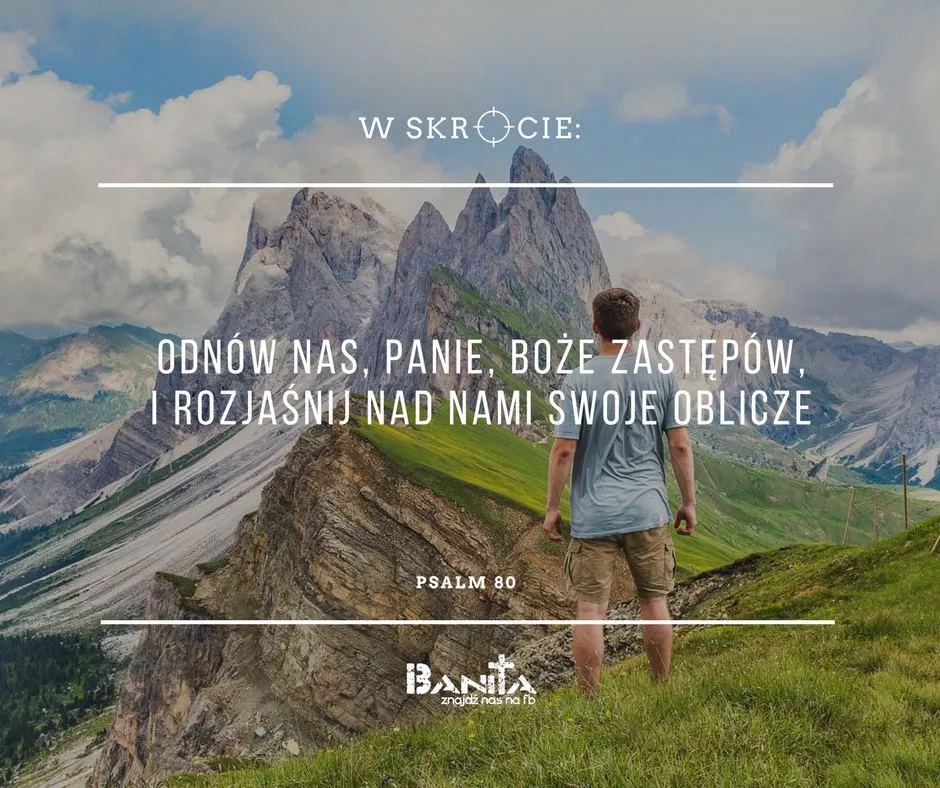 W SKRÓCIE:
ODNÓW NAS, PANIE, BOŻE ZASTĘPÓW,
I ROZJAŚNIJ NAD NAMI SWOJE OBLICZE
PSALM 80
BANITA
znajdź nas na fb